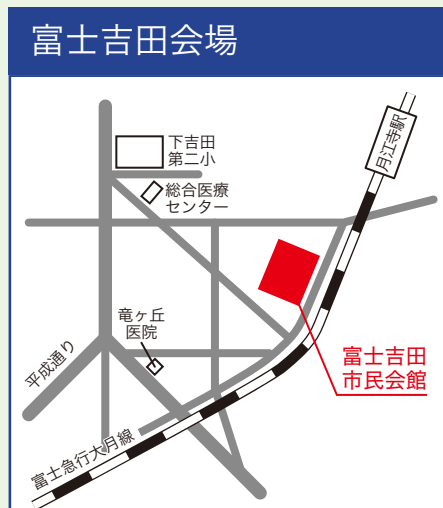 富士吉田会場
月江寺駅
下吉田
第二小
総合医療
センター
竜ヶ丘
医院
平成通り
富士吉田
市民会館
富士急行大月線